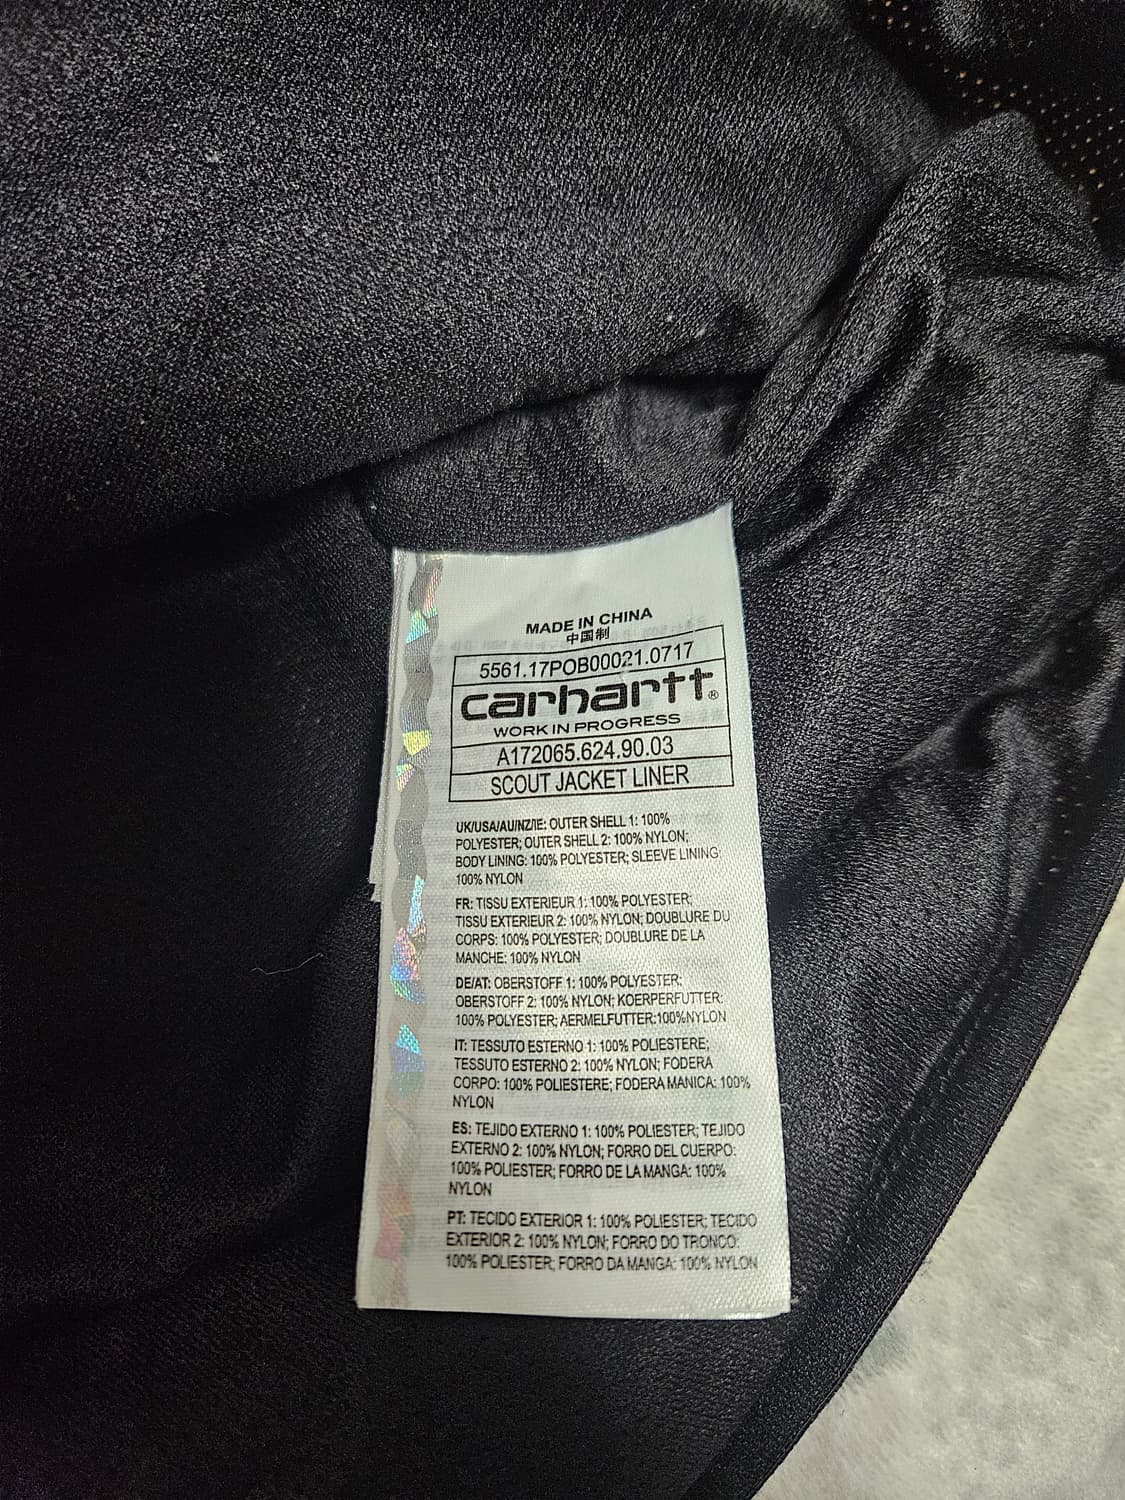 MADE IN CHINA
中国制
5561.17POB00021.0717
carhartt®
WORK IN PROGRESS
A172065.624.90.03
SCOUT JACKET LINER
UK/USA/AU/NZ/IE: OUTER SHELL 1: 100%
POLYESTER; OUTER SHELL 2: 100% NYLON;
BODY LINING: 100% POLYESTER; SLEEVE LINING:
100% NYLON
FR: TISSU EXTERIEUR 1: 100% POLYESTER;
TISSU EXTERIEUR 2: 100% NYLON; DOUBLURE DU
CORPS: 100% POLYESTER; DOUBLURE DE LA
MANCHE: 100% NYLON
DE/AT: OBERSTOFF 1: 100% POLYESTER;
OBERSTOFF 2: 100% NYLON; KOERPERFUTTER:
100% POLYESTER; AERMELFUTTER:100%NYLON
IT: TESSUTO ESTERNO 1: 100% POLIESTERE;
TESSUTO ESTERNO 2: 100% NYLON; FODERA
CORPO: 100% POLIESTERE; FODERA MANICA: 100%
NYLON
ES: TEJIDO EXTERNO 1: 100% POLIESTER; TEJIDO
EXTERNO 2: 100% NYLON; FORRO DEL CUERPO:
100% POLIESTER; FORRO DE LA MANGA: 100%
NYLON
PT: TECIDO EXTERIOR 1: 100% POLIESTER; TECIDO
EXTERIOR 2: 100% NYLON; FORRO DO TRONCO:
100% POLIESTER; FORRO DA MANGA: 100% NYLON